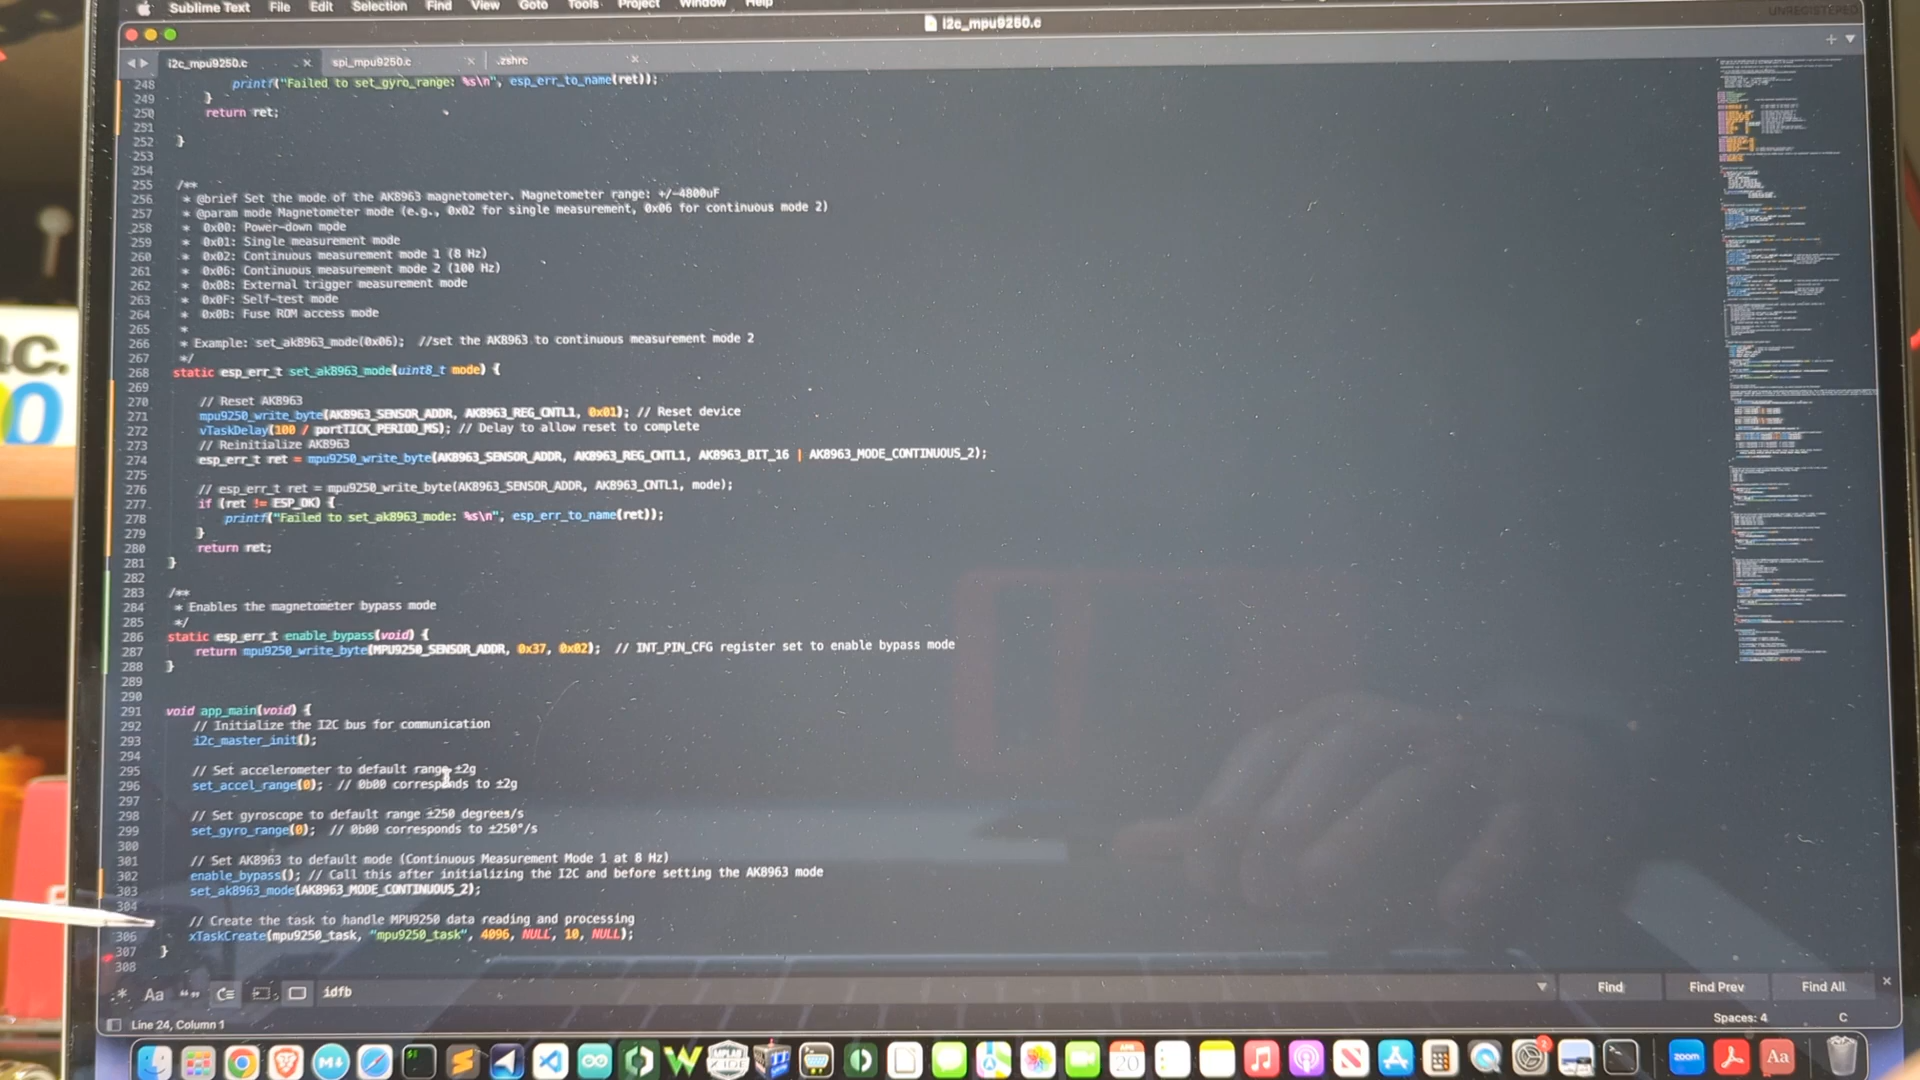 Sublime Text File Edit Selection Find View Goto Tools Project Window Help
UNREGISTERED
i2c_mpu9250.c
i2c_mpu9250.c × spi_mpu9250.c × .zshrc ×
248 printf("Failed to set_gyro_range: %s\n", esp_err_to_name(ret));
249 }
250 return ret;
251
252 }
253
254
255 /**
256 * @brief Set the mode of the AK8963 magnetometer. Magnetometer range: +/-4800uF
257 * @param mode Magnetometer mode (e.g., 0x02 for single measurement, 0x06 for continuous mode 2)
258 * 0x00: Power-down mode
259 * 0x01: Single measurement mode
260 * 0x02: Continuous measurement mode 1 (8 Hz)
261 * 0x06: Continuous measurement mode 2 (100 Hz)
262 * 0x08: External trigger measurement mode
263 * 0x0F: Self-test mode
264 * 0x0B: Fuse ROM access mode
265 *
266 * Example: set_ak8963_mode(0x06); //set the AK8963 to continuous measurement mode 2
267 */
268 static esp_err_t set_ak8963_mode(uint8_t mode) {
269
270 // Reset AK8963
271 mpu9250_write_byte(AK8963_SENSOR_ADDR, AK8963_REG_CNTL1, 0x01); // Reset device
272 vTaskDelay(100 / portTICK_PERIOD_MS); // Delay to allow reset to complete
273 // Reinitialize AK8963
274 esp_err_t ret = mpu9250_write_byte(AK8963_SENSOR_ADDR, AK8963_REG_CNTL1, AK8963_BIT_16 | AK8963_MODE_CONTINUOUS_2);
275
276 // esp_err_t ret = mpu9250_write_byte(AK8963_SENSOR_ADDR, AK8963_CNTL1, mode);
277 if (ret != ESP_OK) {
278 printf("Failed to set_ak8963_mode: %s\n", esp_err_to_name(ret));
279 }
280 return ret;
281 }
282
283 /**
284 * Enables the magnetometer bypass mode
285 */
286 static esp_err_t enable_bypass(void) {
287 return mpu9250_write_byte(MPU9250_SENSOR_ADDR, 0x37, 0x02); // INT_PIN_CFG register set to enable bypass mode
288 }
289
290
291 void app_main(void) {
292 // Initialize the I2C bus for communication
293 i2c_master_init();
294
295 // Set accelerometer to default range ±2g
296 set_accel_range(0); // 0b00 corresponds to ±2g
297
298 // Set gyroscope to default range ±250 degrees/s
299 set_gyro_range(0); // 0b00 corresponds to ±250°/s
300
301 // Set AK8963 to default mode (Continuous Measurement Mode 1 at 8 Hz)
302 enable_bypass(); // Call this after initializing the I2C and before setting the AK8963 mode
303 set_ak8963_mode(AK8963_MODE_CONTINUOUS_2);
304
// Create the task to handle MPU9250 data reading and processing
306 xTaskCreate(mpu9250_task, "mpu9250_task", 4096, NULL, 10, NULL);
307 }
308
.* Aa "" idfb Find Find Prev Find All ×
Line 24, Column 1 Spaces: 4 C
APR
20
2
zoom
Aa